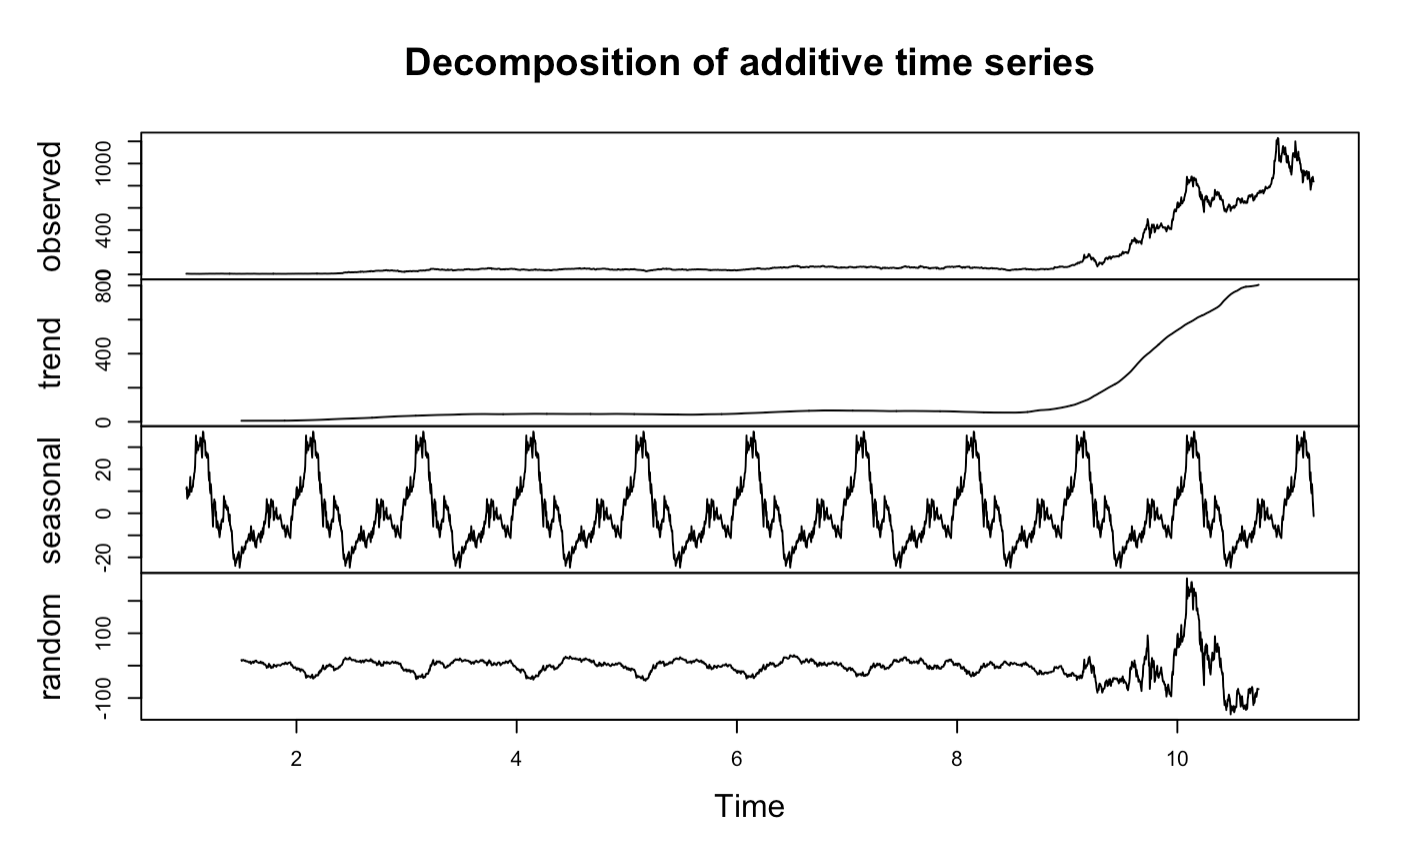 Decomposition of additive time series
observed
400 1000
trend
0 400 800
seasonal
-20 0 20
random
-100 100
2 4 6 8 10
Time